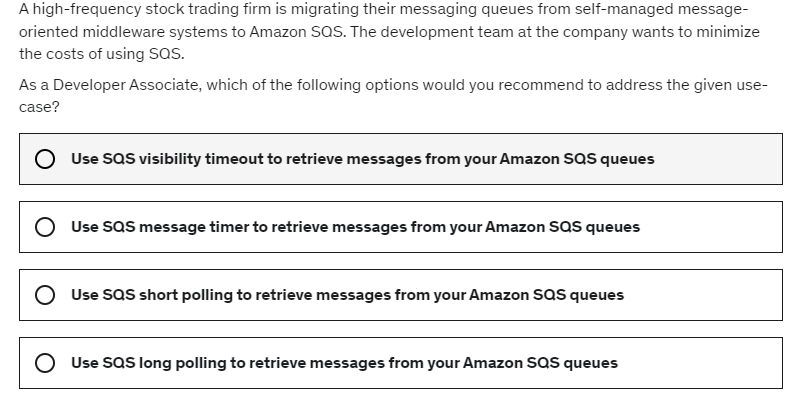 A high-frequency stock trading firm is migrating their messaging queues from self-managed message-
oriented middleware systems to Amazon SQS. The development team at the company wants to minimize
the costs of using SQS.
As a Developer Associate, which of the following options would you recommend to address the given use-
case?
Use SQS visibility timeout to retrieve messages from your Amazon SQS queues
Use SQS message timer to retrieve messages from your Amazon SQS queues
Use SQS short polling to retrieve messages from your Amazon SQS queues
Use SQS long polling to retrieve messages from your Amazon SQS queues